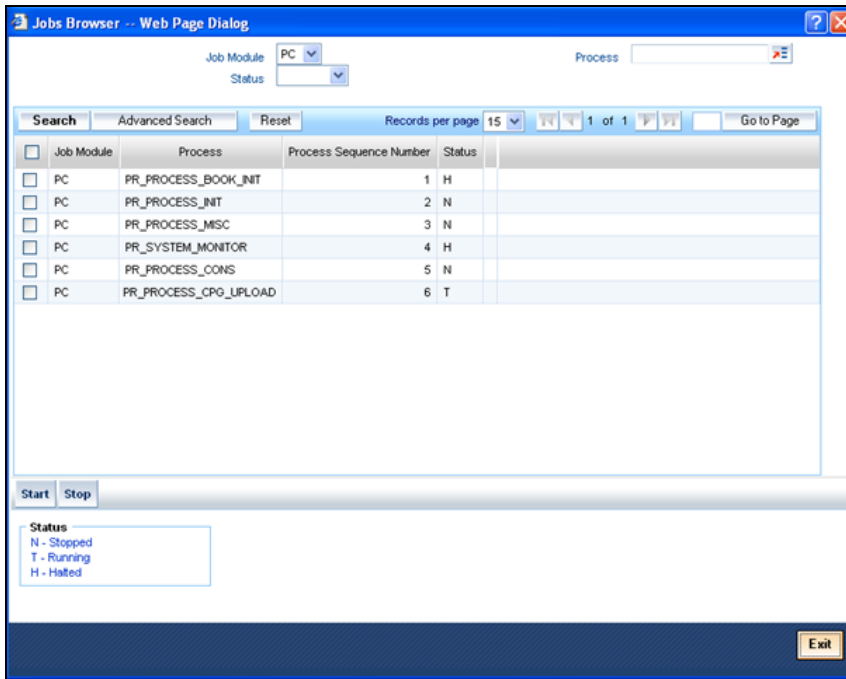 Jobs Browser -- Web Page Dialog
Job Module PC Process
Status
Search Advanced Search Reset Records per page 15 1 of 1 Go to Page
Job Module Process Process Sequence Number Status
PC PR_PROCESS_BOOK_INIT 1 H
PC PR_PROCESS_INIT 2 N
PC PR_PROCESS_MISC 3 N
PC PR_SYSTEM_MONITOR 4 H
PC PR_PROCESS_CONS 5 N
PC PR_PROCESS_CPG_UPLOAD 6 T
Start Stop
Status
N - Stopped
T - Running
H - Halted
Exit